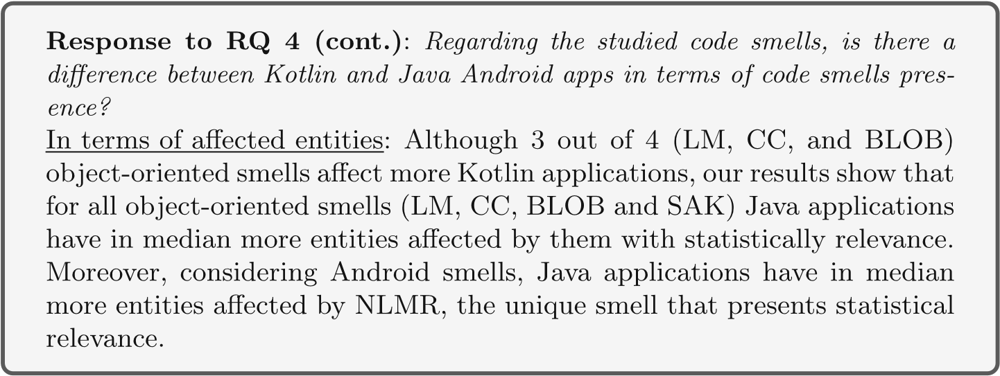 Response to RQ 4 (cont.): Regarding the studied code smells, is there a
difference between Kotlin and Java Android apps in terms of code smells pres-
ence?
In terms of affected entities: Although 3 out of 4 (LM, CC, and BLOB)
object-oriented smells affect more Kotlin applications, our results show that
for all object-oriented smells (LM, CC, BLOB and SAK) Java applications
have in median more entities affected by them with statistically relevance.
Moreover, considering Android smells, Java applications have in median
more entities affected by NLMR, the unique smell that presents statistical
relevance.